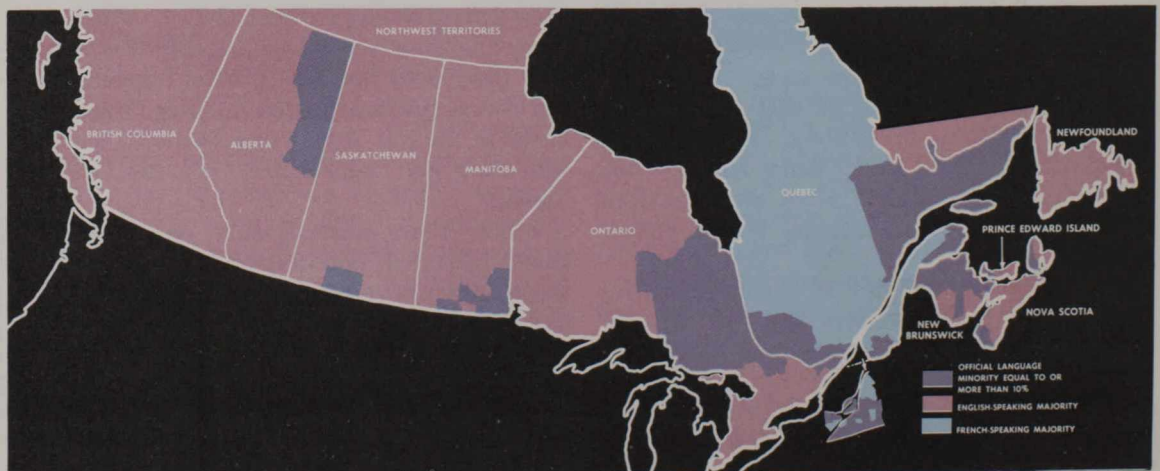 NORTHWEST TERRITORIES
BRITISH COLUMBIA
ALBERTA
SASKATCHEWAN
MANITOBA
ONTARIO
QUEBEC
NEWFOUNDLAND
PRINCE EDWARD ISLAND
NOVA SCOTIA
NEW
BRUNSWICK
OFFICIAL LANGUAGE
MINORITY EQUAL TO OR
MORE THAN 10%
ENGLISH-SPEAKING MAJORITY
FRENCH-SPEAKING MAJORITY